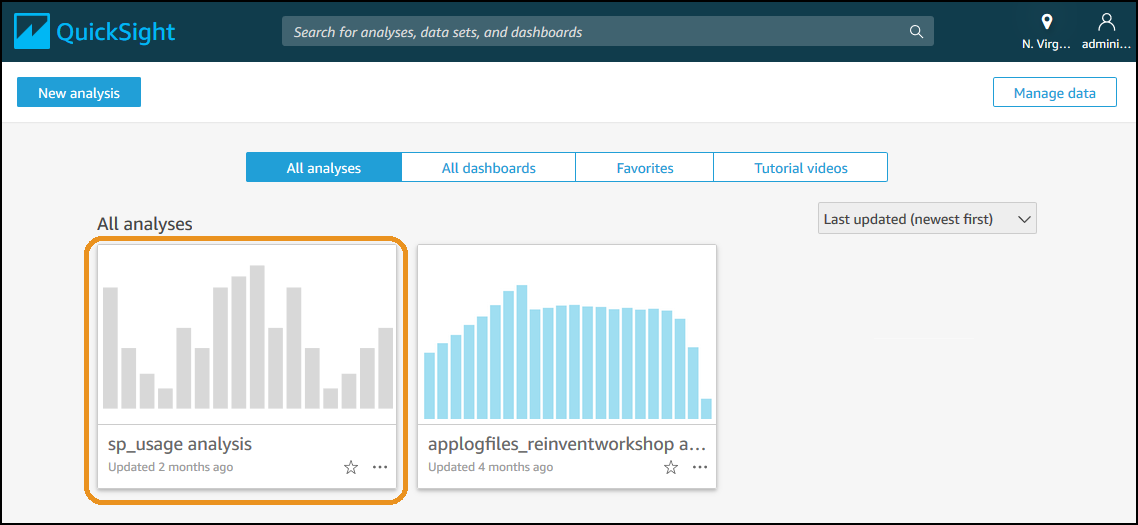 QuickSight
Search for analyses, data sets, and dashboards
N. Virg...
admini...
New analysis
Manage data
All analyses
All dashboards
Favorites
Tutorial videos
All analyses
Last updated (newest first)
sp_usage analysis
Updated 2 months ago
applogfiles_reinventworkshop a...
Updated 4 months ago